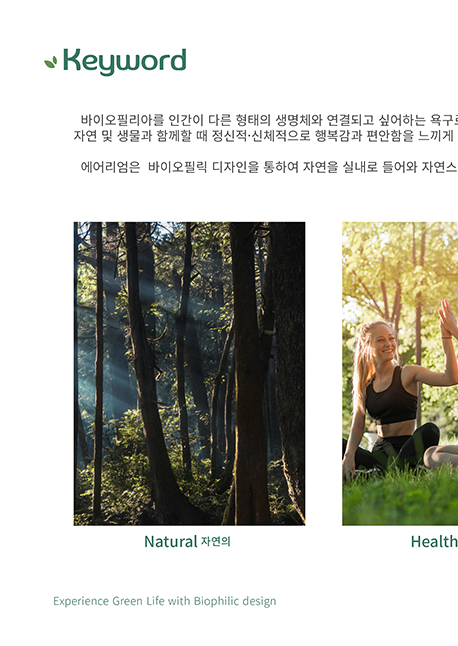 Keyword
바이오필리아를 인간이 다른 형태의 생명체와 연결되고 싶어하는 욕구로
자연 및 생물과 함께할 때 정신적·신체적으로 행복감과 편안함을 느끼게
에어리엄은 바이오필릭 디자인을 통하여 자연을 실내로 들어와 자연스
Natural 자연의
Health
Experience Green Life with Biophilic design